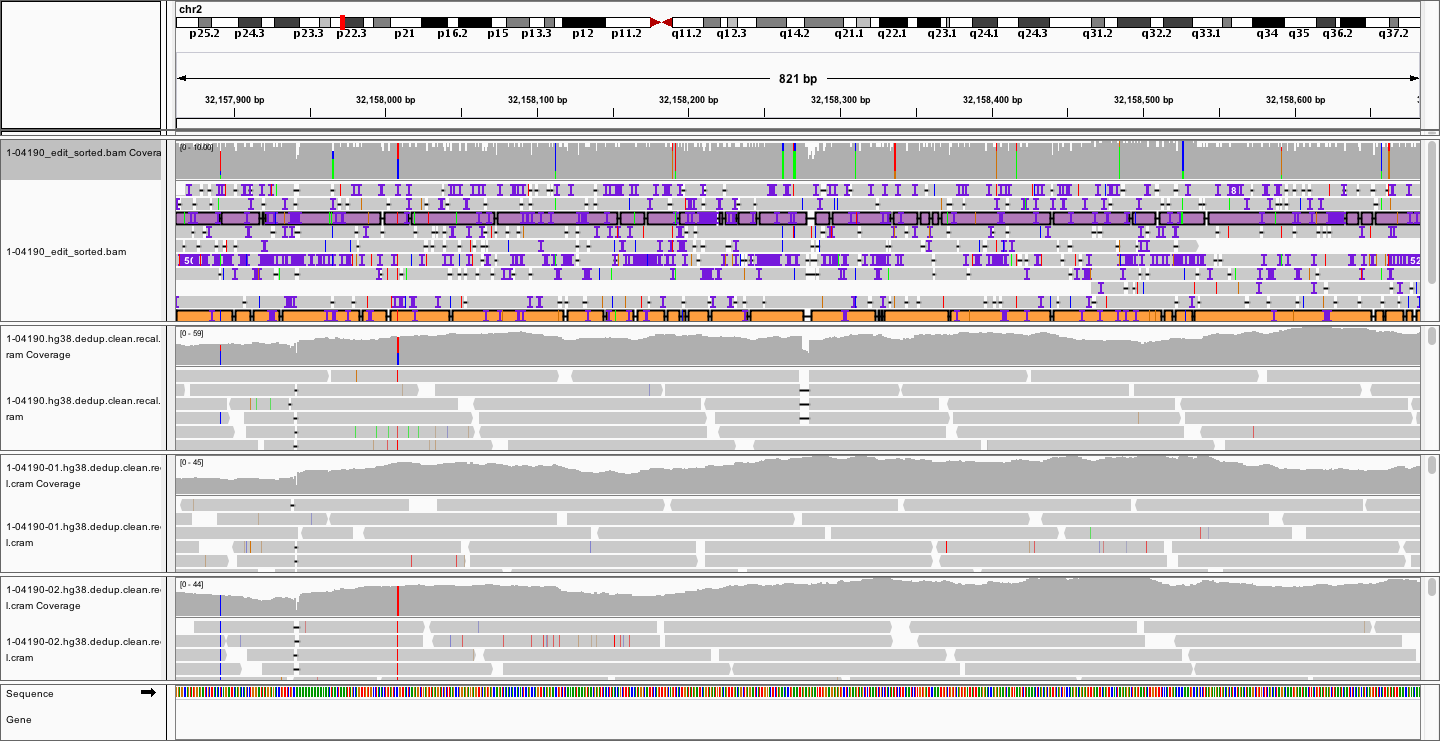 chr2
p25.2 p24.3 p23.3 p22.3 p21 p16.2 p15 p13.3 p12 p11.2 q11.2 q12.3 q14.2 q21.1 q22.1 q23.1 q24.1 q24.3 q31.2 q32.2 q33.1 q34 q35 q36.2 q37.2
821 bp
32,157,900 bp 32,158,000 bp 32,158,100 bp 32,158,200 bp 32,158,300 bp 32,158,400 bp 32,158,500 bp 32,158,600 bp
1-04190_edit_sorted.bam Covera
[0 - 10.00]
8
1-04190_edit_sorted.bam
50
52
1-04190.hg38.dedup.clean.recal.
ram Coverage
[0 - 59]
1-04190.hg38.dedup.clean.recal.
ram
1-04190-01.hg38.dedup.clean.re
l.cram Coverage
[0 - 45]
1-04190-01.hg38.dedup.clean.re
l.cram
1-04190-02.hg38.dedup.clean.re
l.cram Coverage
[0 - 44]
1-04190-02.hg38.dedup.clean.re
l.cram
Sequence
Gene